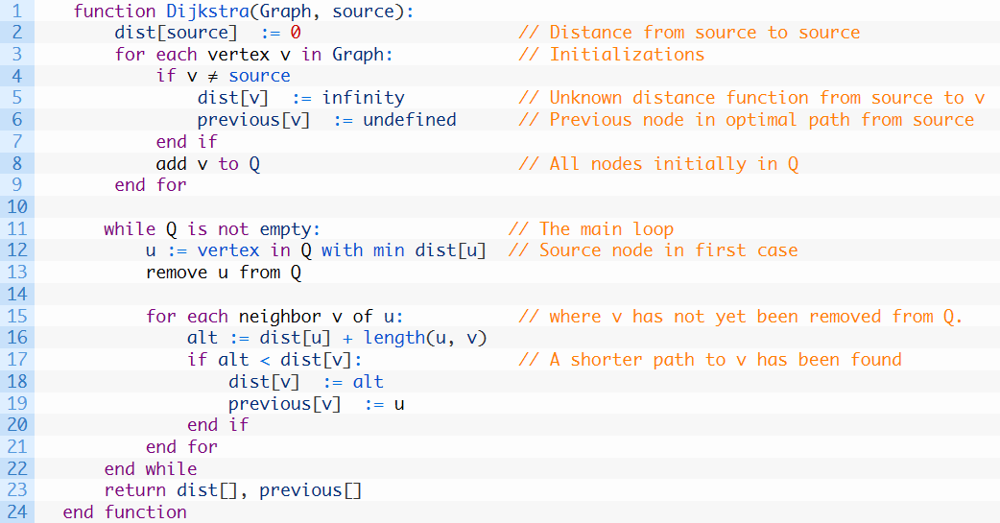 1 function Dijkstra(Graph, source):
2 dist[source] := 0 // Distance from source to source
3 for each vertex v in Graph: // Initializations
4 if v ≠ source
5 dist[v] := infinity // Unknown distance function from source to v
6 previous[v] := undefined // Previous node in optimal path from source
7 end if
8 add v to Q // All nodes initially in Q
9 end for
10
11 while Q is not empty: // The main loop
12 u := vertex in Q with min dist[u] // Source node in first case
13 remove u from Q
14
15 for each neighbor v of u: // where v has not yet been removed from Q.
16 alt := dist[u] + length(u, v)
17 if alt < dist[v]: // A shorter path to v has been found
18 dist[v] := alt
19 previous[v] := u
20 end if
21 end for
22 end while
23 return dist[], previous[]
24 end function